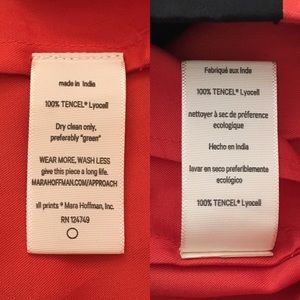 made in India
100% TENCEL® Lyocell
Dry clean only,
preferably "green"
WEAR MORE, WASH LESS
give this piece a long life.
MARAHOFFMAN.COM/APPROACH
all prints ® Mara Hoffman, Inc.
RN 124749
Fabriqué aux Inde
100% TENCEL® Lyocell
nettoyer à sec de préférence
ecologique
Hecho en India
lavar en seco preferiblemente
ecológico
100% TENCEL® Lyocell